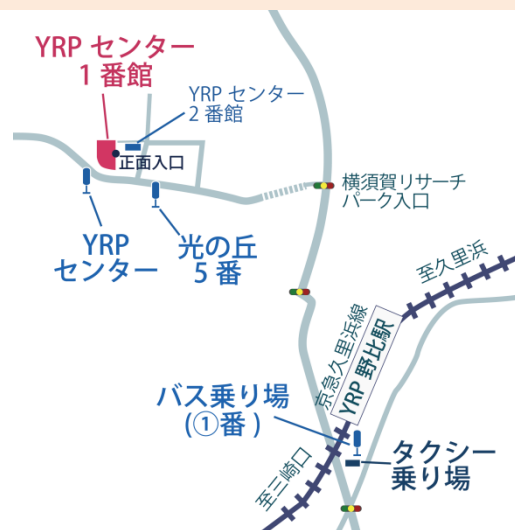 YRP センター
1 番館
YRP センター
2 番館
正面入口
横須賀リサーチ
パーク入口
YRP
センター
光の丘
5 番
至久里浜
京急久里浜線
YRP 野比駅
バス乗り場
(①番 )
タクシー
乗り場
至三崎口